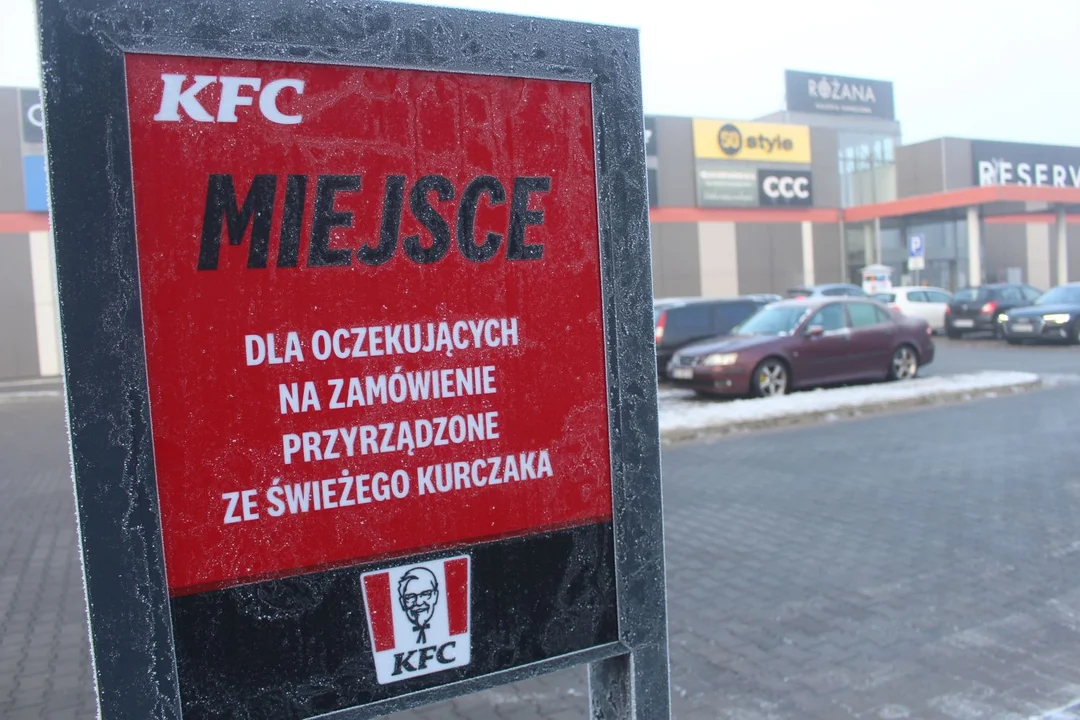 KFC
MIEJSCE
DLA OCZEKUJĄCYCH
NA ZAMÓWIENIE
PRZYRZĄDZONE
ZE ŚWIEŻEGO KURCZAKA
KFC
RÓŻANA
50 style
CCC
RESERV
P